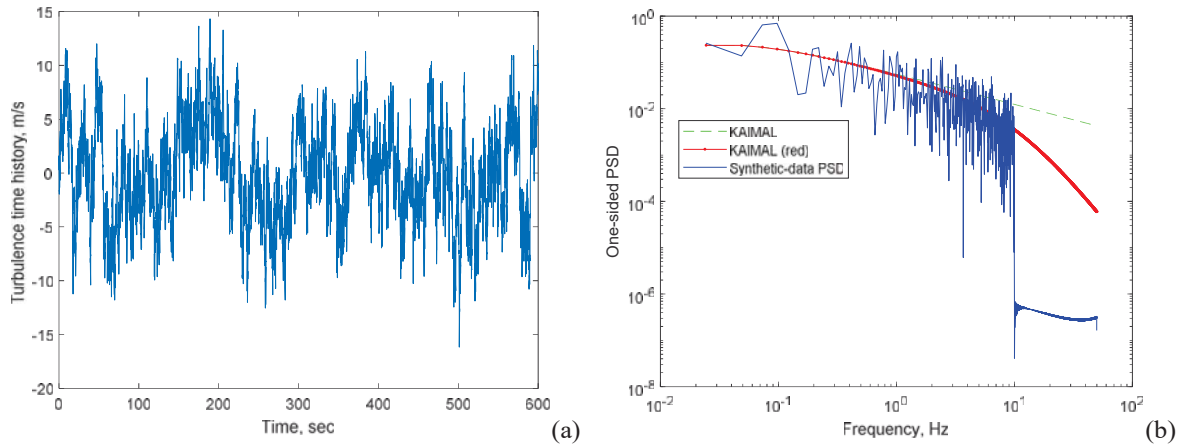 Turbulence time history, m/s
15
10
5
0
-5
-10
-15
-20
0 100 200 300 400 500 600
Time, sec
(a)
One-sided PSD
10^0
10^-2
10^-4
10^-6
10^-8
KAIMAL
KAIMAL (red)
Synthetic-data PSD
10^-2 10^-1 10^0 10^1 10^2
Frequency, Hz
(b)